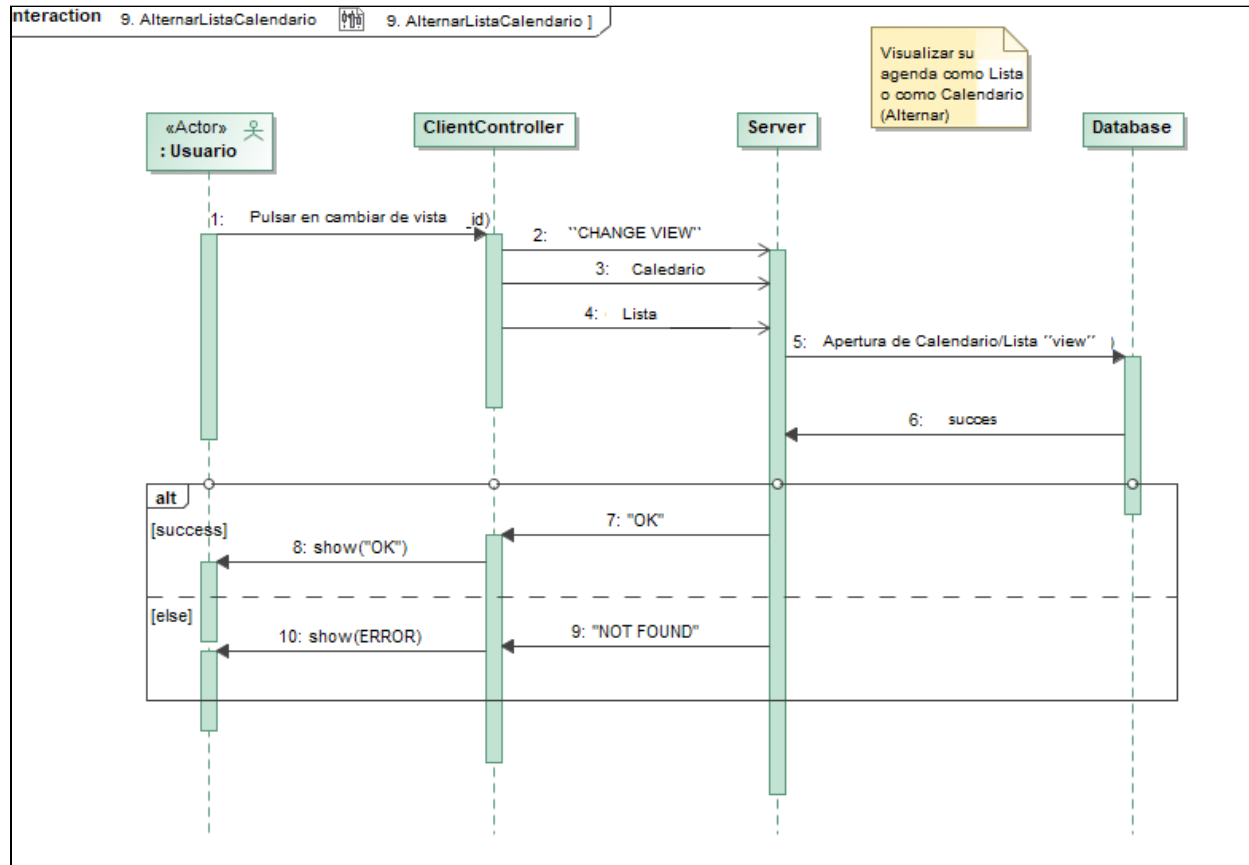 nteraction 9. AlternarListaCalendario 9. AlternarListaCalendario ]
Visualizar su
agenda como Lista
o como Calendario
(Alternar)
«Actor»
: Usuario
ClientController
Server
Database
1: Pulsar en cambiar de vista _id)
2: ''CHANGE VIEW''
3: Caledario
4: Lista
5: Apertura de Calendario/Lista ''view'' )
6: succes
alt
[success]
7: "OK"
8: show("OK")
[else]
9: "NOT FOUND"
10: show(ERROR)